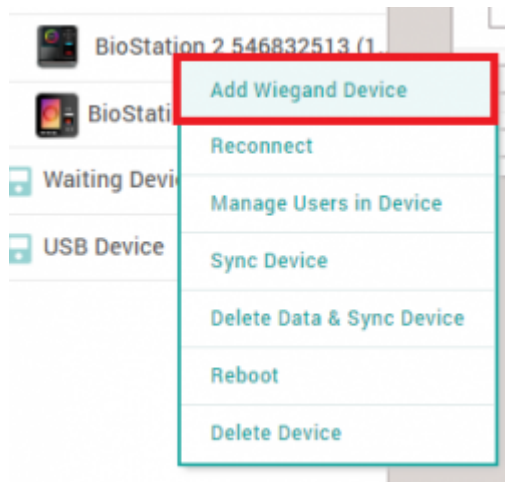 BioStation 2 546832513 (1..
Add Wiegand Device
BioStati
Reconnect
Waiting Devi
Manage Users in Device
USB Device
Sync Device
Delete Data & Sync Device
Reboot
Delete Device